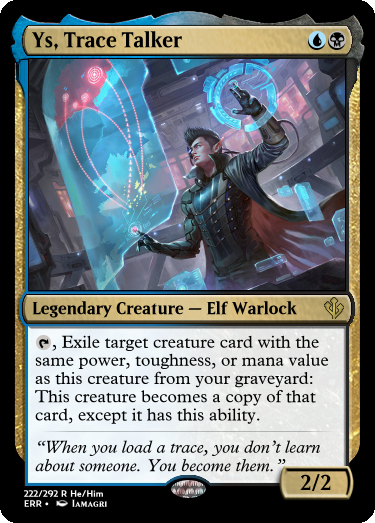 Ys, Trace Talker
Legendary Creature — Elf Warlock
, Exile target creature card with the
same power, toughness, or mana value
as this creature from your graveyard:
This creature becomes a copy of that
card, except it has this ability.
“When you load a trace, you don’t learn
about someone. You become them.”
2/2
222/292 R He/Him
ERR • IAMAGRI